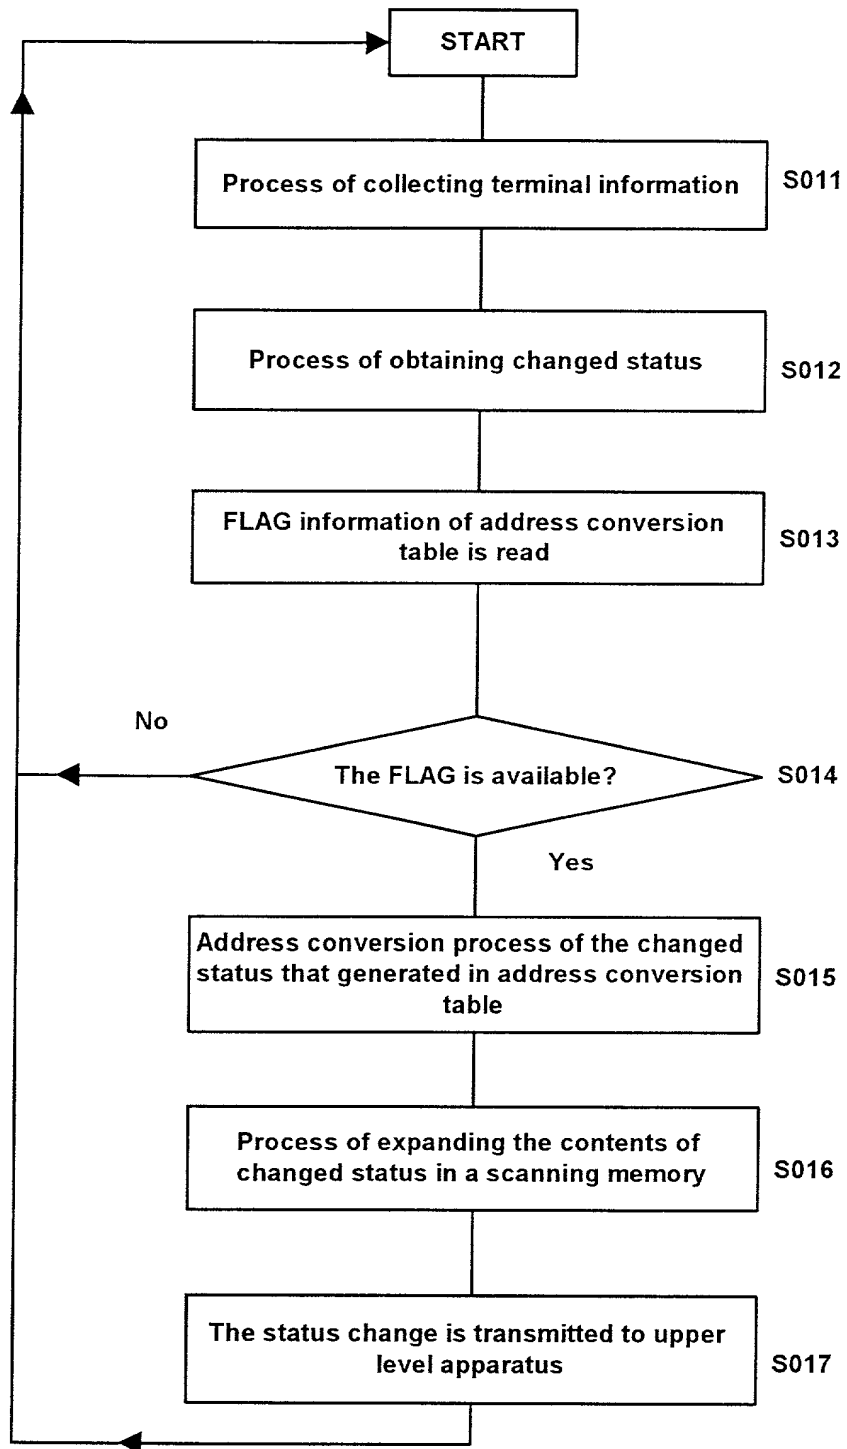 START
Process of collecting terminal information
S011
Process of obtaining changed status
S012
FLAG information of address conversion
table is read
S013
No
The FLAG is available?
S014
Yes
Address conversion process of the changed
status that generated in address conversion
table
S015
Process of expanding the contents of
changed status in a scanning memory
S016
The status change is transmitted to upper
level apparatus
S017